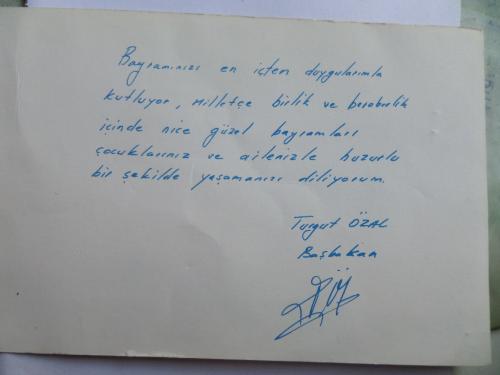 Bayramınızı en içten duygularımla
kutluyor, milletçe birlik ve beraberlik
içinde nice güzel bayramları
çocuklarınız ve ailenizle huzurlu
bir şekilde yaşamanızı diliyorum.
Turgut ÖZAL
Başbakan